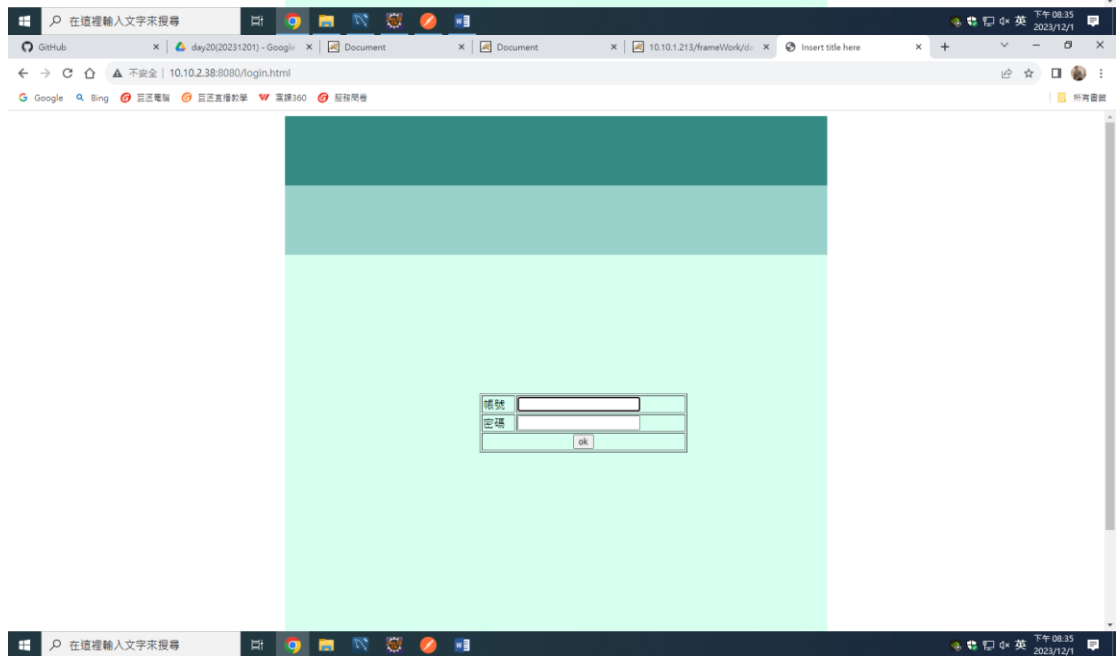 在這裡輸入文字來搜尋
英
下午 08:35
2023/12/1
GitHub
day20(20231201) - Google
Document
Document
10.10.1.213/frameWork/d
Insert title here
不安全 | 10.10.2.38:8080/login.html
Google
Bing
巨匠電腦
巨匠直播教學
窩課360
服務問卷
所有書籤
帳號
密碼
ok
在這裡輸入文字來搜尋
英
下午 08:35
2023/12/1